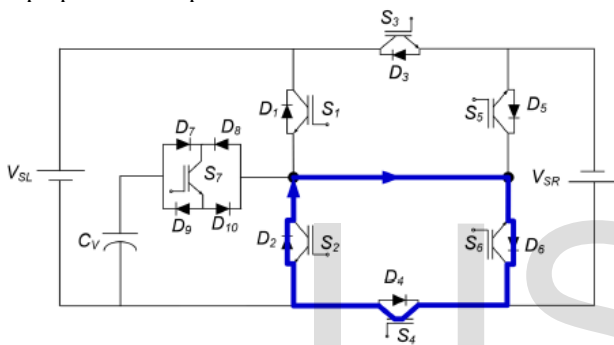 S3
D3
D1 S1 S5 D5
D7 D8
VSL S7 VSR
D9 D10
CV D2 S2 S6 D6
D4
S4